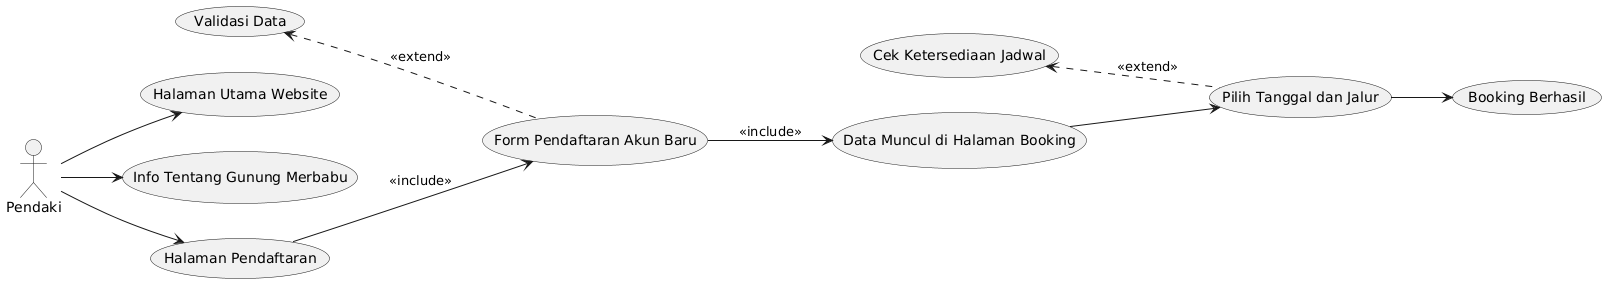 Validasi Data
«extend»
Cek Ketersediaan Jadwal
«extend»
Halaman Utama Website
Pilih Tanggal dan Jalur
Booking Berhasil
Form Pendaftaran Akun Baru
«include»
Data Muncul di Halaman Booking
Info Tentang Gunung Merbabu
«include»
Pendaki
Halaman Pendaftaran